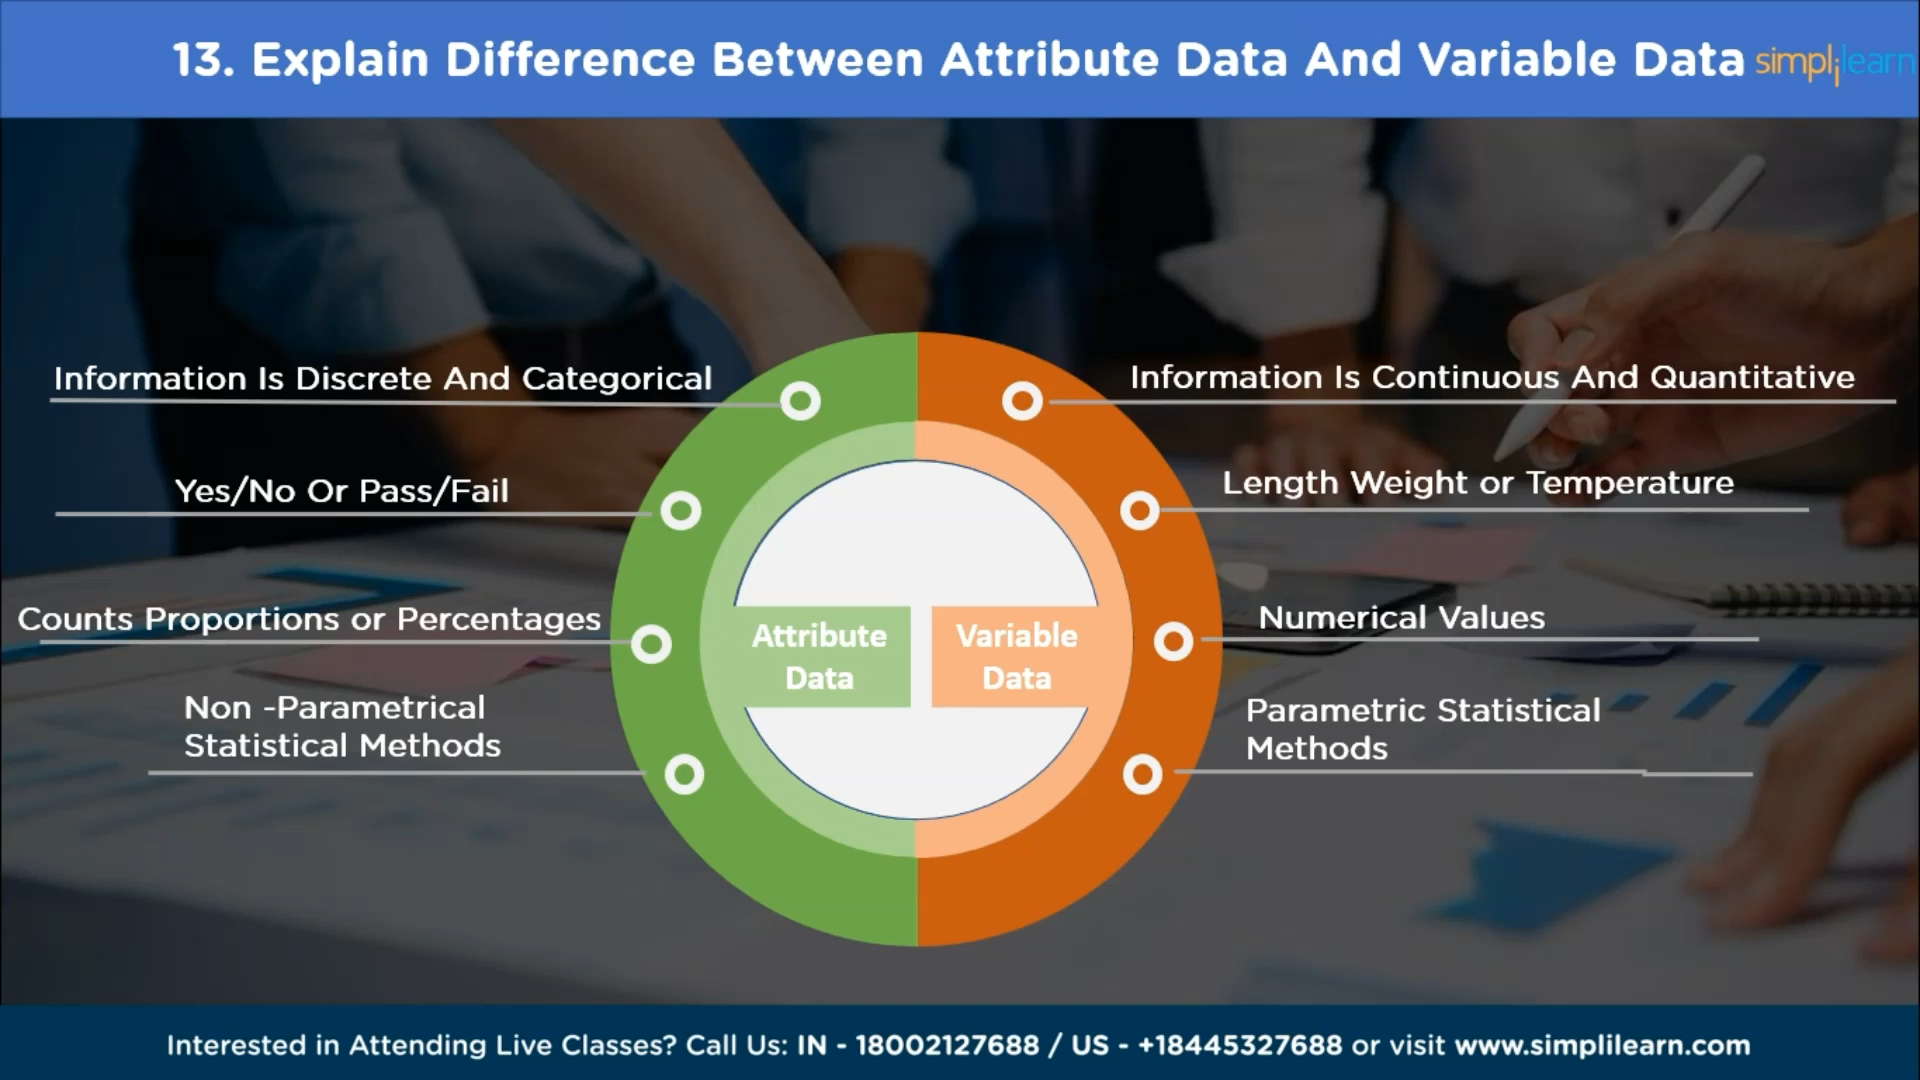 13. Explain Difference Between Attribute Data And Variable Data
simplilearn
Information Is Discrete And Categorical
Information Is Continuous And Quantitative
Yes/No Or Pass/Fail
Length Weight or Temperature
Counts Proportions or Percentages
Numerical Values
Attribute
Data
Variable
Data
Non -Parametrical
Statistical Methods
Parametric Statistical
Methods
Interested in Attending Live Classes? Call Us: IN - 18002127688 / US - +18445327688 or visit www.simplilearn.com